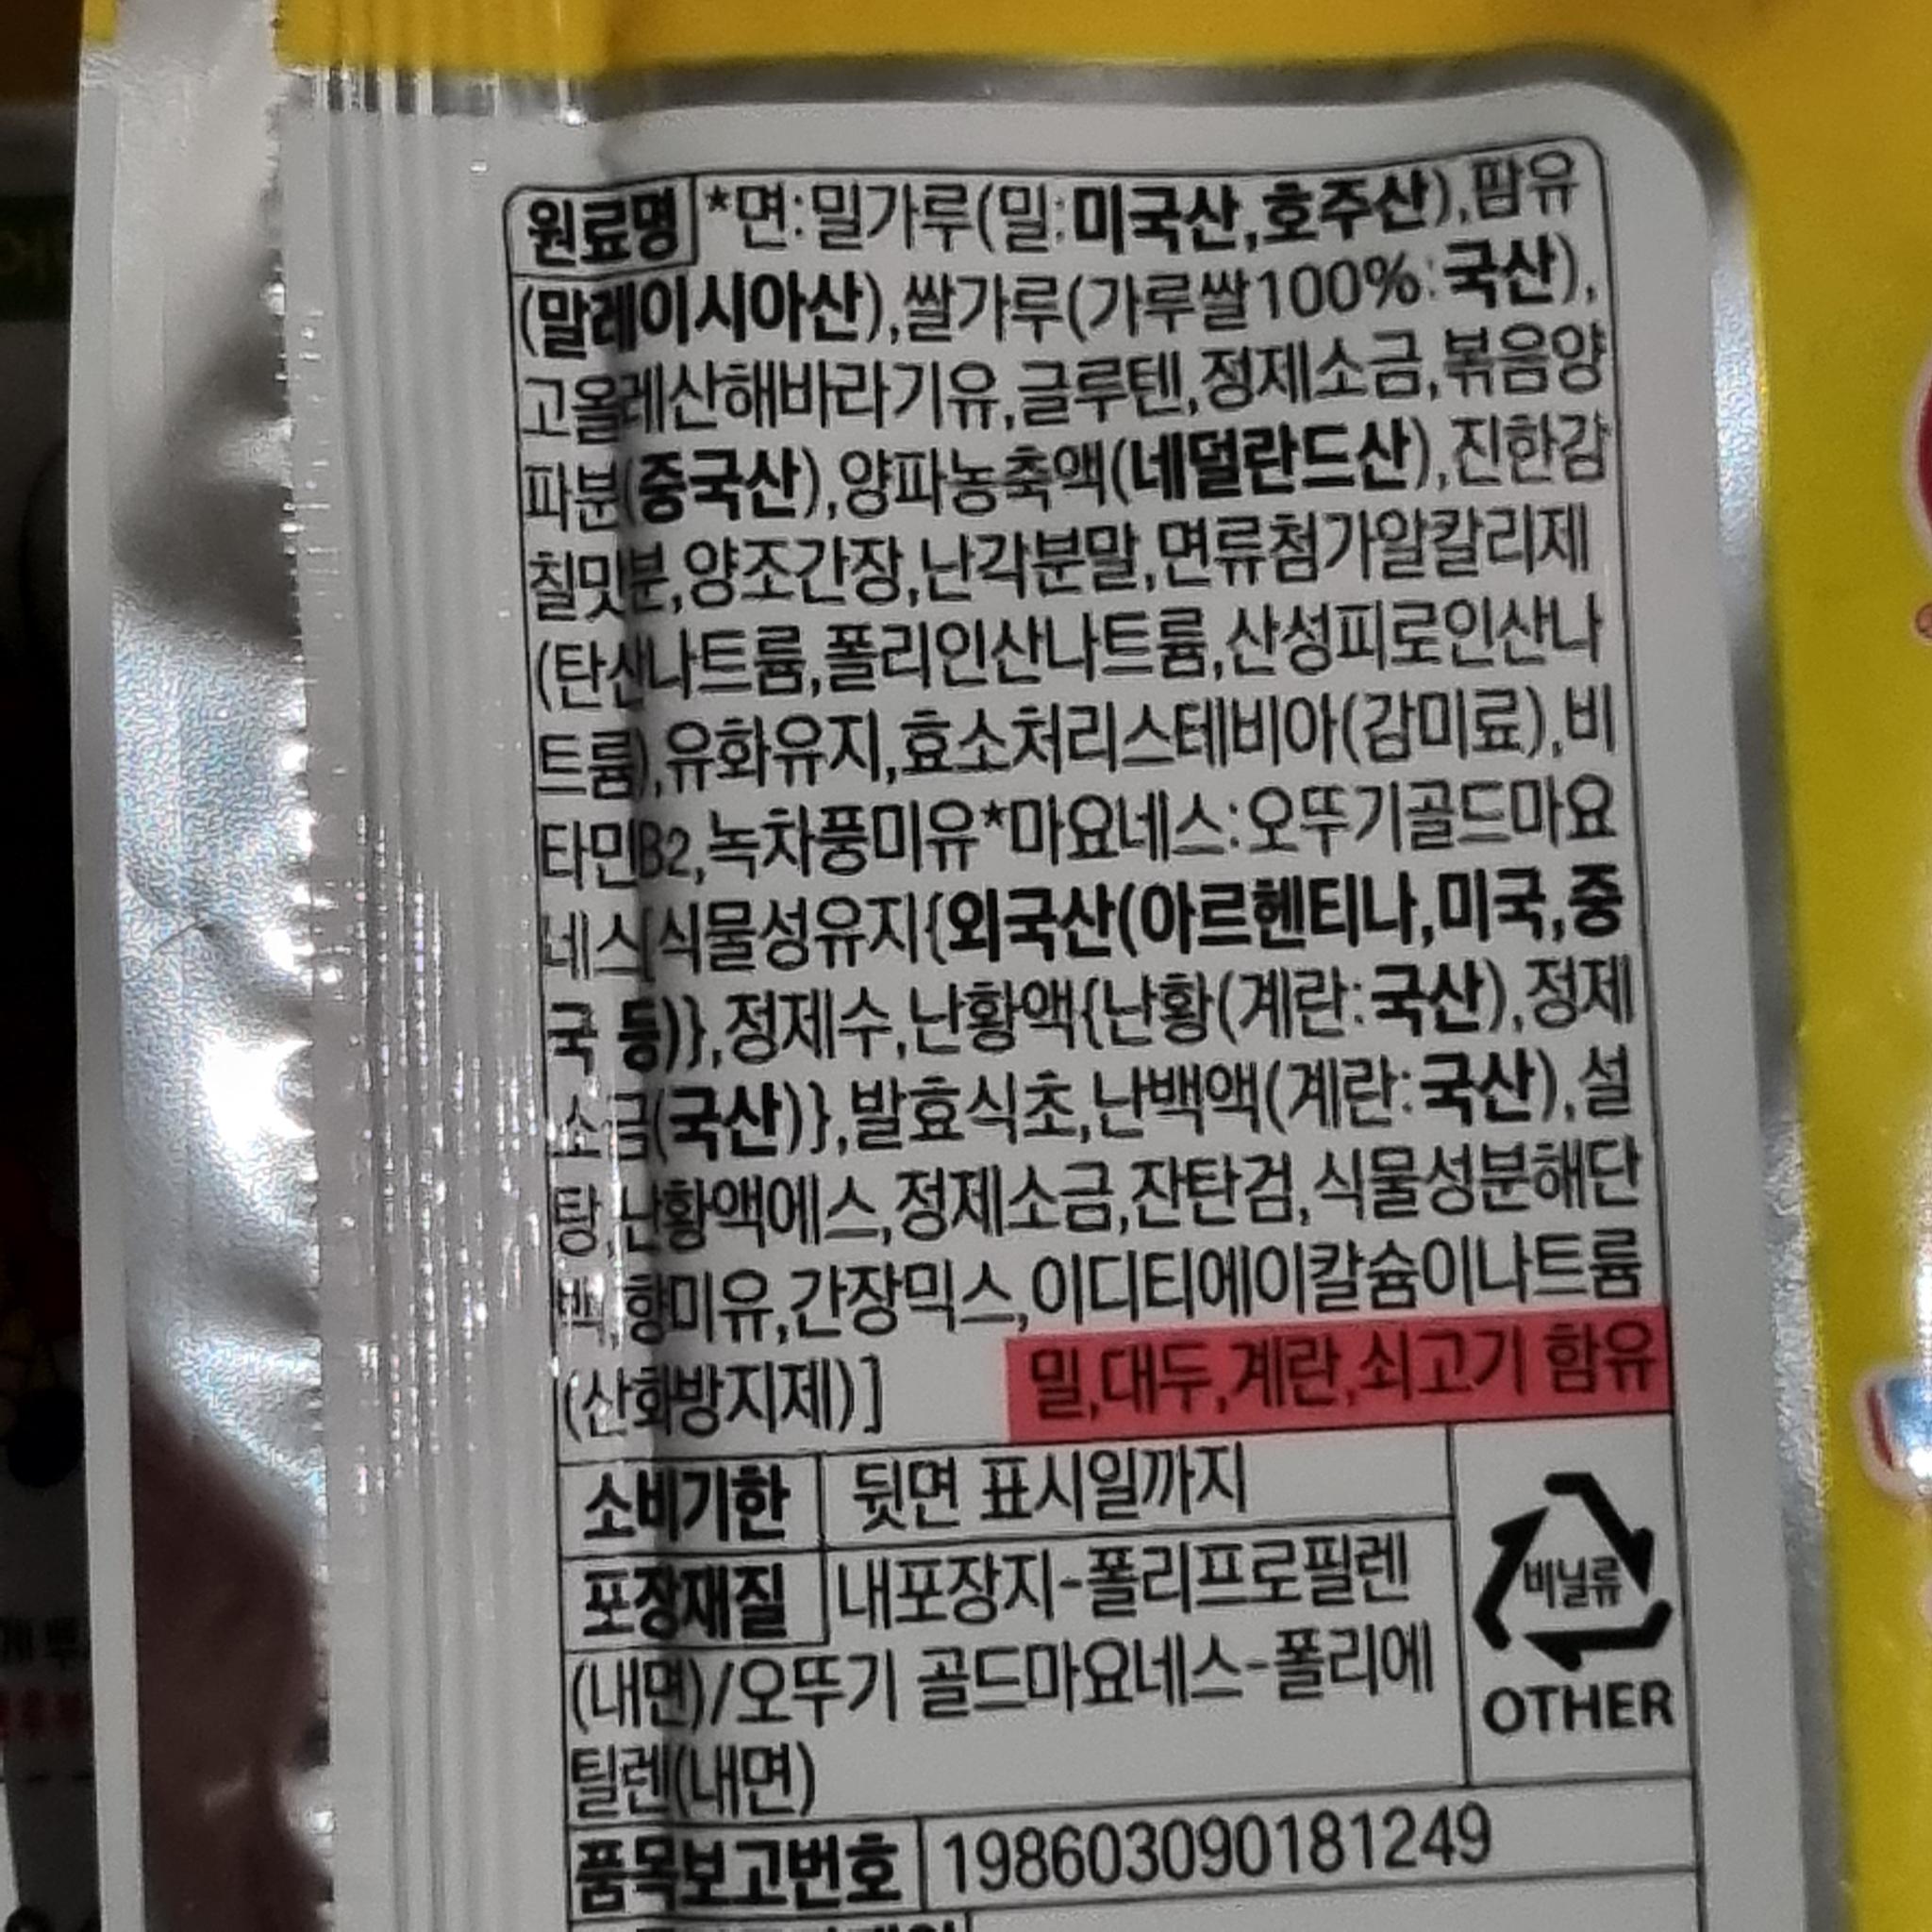 원료명 *면:밀가루(밀:미국산,호주산),팜유
(말레이시아산),쌀가루(가루쌀100%:국산),
고올레산해바라기유,글루텐,정제소금,볶음양
파분(중국산),양파농축액(네덜란드산),진한감
칠맛분,양조간장,난각분말,면류첨가알칼리제
(탄산나트륨,폴리인산나트륨,산성피로인산나
트륨),유화유지,효소처리스테비아(감미료),비
타민B2,녹차풍미유*마요네스:오뚜기골드마요
네스[식물성유지{외국산(아르헨티나,미국,중
국 등)},정제수,난황액{난황(계란:국산),정제
소금(국산)},발효식초,난백액(계란:국산),설
탕,난황액에스,정제소금,잔탄검,식물성분해단
백,향미유,간장믹스,이디티에이칼슘이나트륨
(산화방지제)] 밀,대두,계란,쇠고기 함유
소비기한 뒷면 표시일까지
포장재질 내포장지-폴리프로필렌
(내면)/오뚜기 골드마요네스-폴리에
틸렌(내면)
비닐류
OTHER
품목보고번호 198603090181249